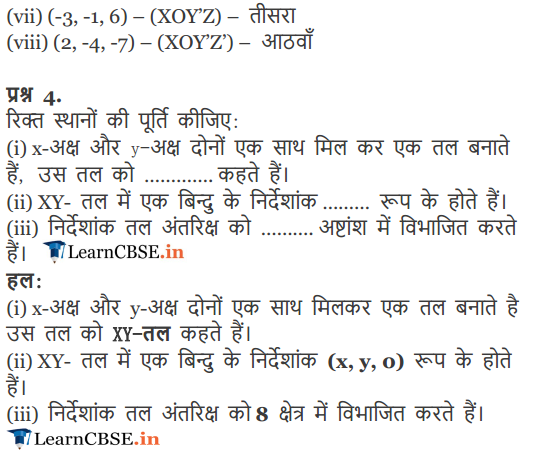 (vii) (-3, -1, 6) – (XOY’Z) – तीसरा
(viii) (2, -4, -7) – (XOY’Z’) – आठवाँ
प्रश्न 4.
रिक्त स्थानों की पूर्ति कीजिए:
(i) x-अक्ष और y-अक्ष दोनों एक साथ मिल कर एक तल बनाते
हैं, उस तल को ............. कहते हैं।
(ii) XY- तल में एक बिन्दु के निर्देशांक ......... रूप के होते हैं।
(iii) निर्देशांक तल अंतरिक्ष को .......... अष्टांश में विभाजित करते
हैं। LearnCBSE.in
हल:
(i) x-अक्ष और y-अक्ष दोनों एक साथ मिलकर एक तल बनाते है
उस तल को XY-तल कहते हैं।
(ii) XY- तल में एक बिन्दु के निर्देशांक (x, y, 0) रूप के होते
हैं।
(iii) निर्देशांक तल अंतरिक्ष को 8 क्षेत्र में विभाजित करते हैं।
LearnCBSE.in